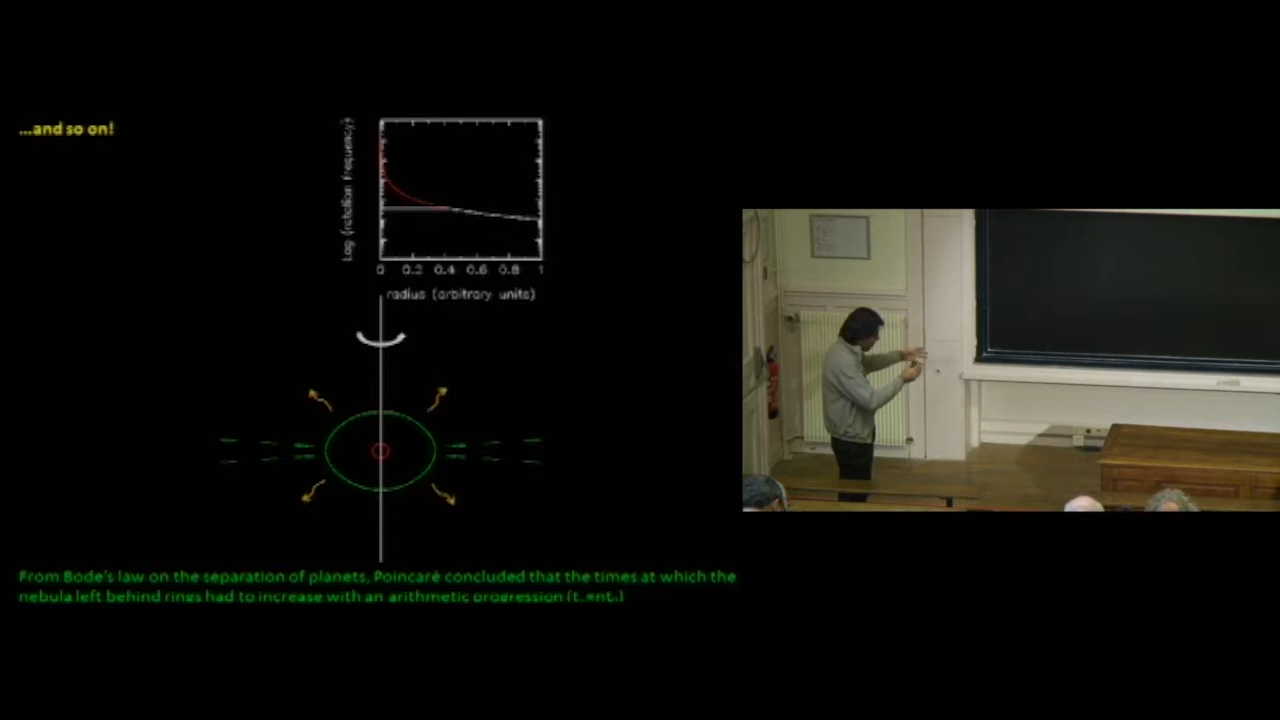 ...and so on!
Log (rotation frequency)
0 0.2 0.4 0.6 0.8 1
radius (arbitrary units)
From Bode's law on the separation of planets, Poincaré concluded that the times at which the
nebula left behind rings had to increase with an arithmetic progression